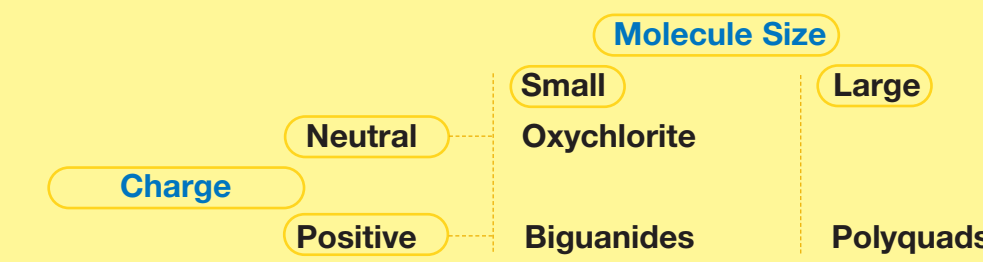 Molecule Size
Small Large
Neutral Oxychlorite
Charge
Positive Biguanides Polyquads